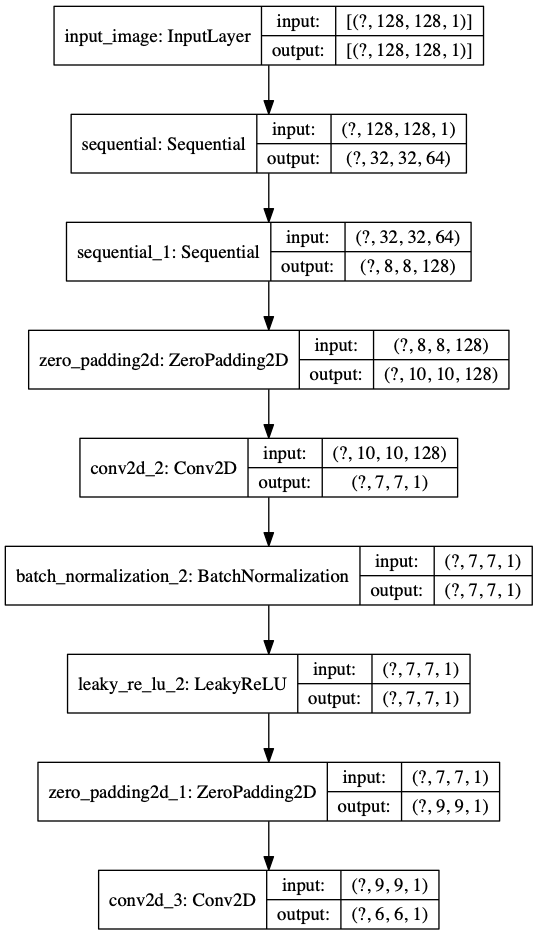 input_image: InputLayer
input: [(?, 128, 128, 1)]
output: [(?, 128, 128, 1)]
sequential: Sequential
input: (?, 128, 128, 1)
output: (?, 32, 32, 64)
sequential_1: Sequential
input: (?, 32, 32, 64)
output: (?, 8, 8, 128)
zero_padding2d: ZeroPadding2D
input: (?, 8, 8, 128)
output: (?, 10, 10, 128)
conv2d_2: Conv2D
input: (?, 10, 10, 128)
output: (?, 7, 7, 1)
batch_normalization_2: BatchNormalization
input: (?, 7, 7, 1)
output: (?, 7, 7, 1)
leaky_re_lu_2: LeakyReLU
input: (?, 7, 7, 1)
output: (?, 7, 7, 1)
zero_padding2d_1: ZeroPadding2D
input: (?, 7, 7, 1)
output: (?, 9, 9, 1)
conv2d_3: Conv2D
input: (?, 9, 9, 1)
output: (?, 6, 6, 1)